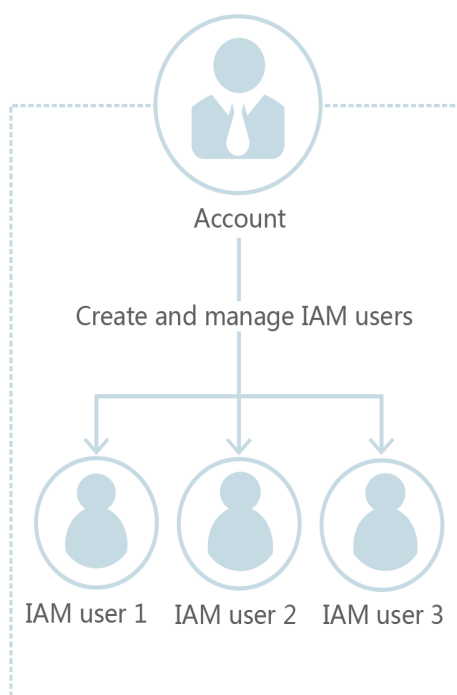 Account
Create and manage IAM users
IAM user 1 IAM user 2 IAM user 3